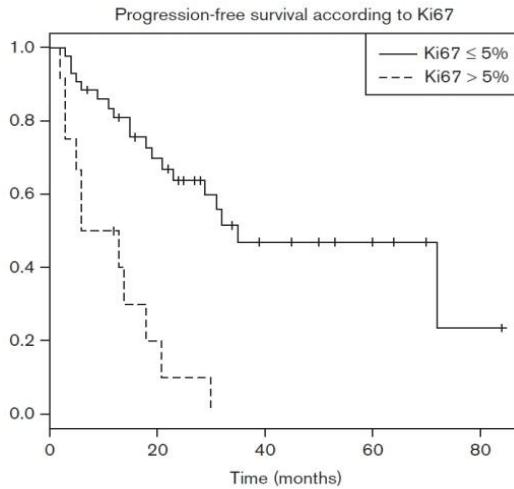 Progression-free survival according to Ki67
Ki67 ≤ 5%
Ki67 > 5%
1.0
0.8
0.6
0.4
0.2
0.0
0 20 40 60 80
Time (months)